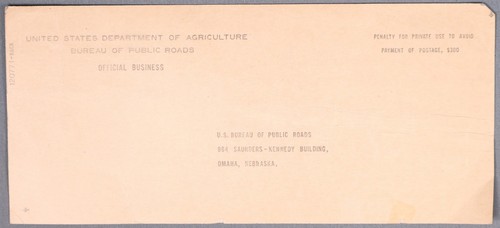 UNITED STATES DEPARTMENT OF AGRICULTURE
BUREAU OF PUBLIC ROADS
OFFICIAL BUSINESS
PENALTY FOR PRIVATE USE TO AVOID
PAYMENT OF POSTAGE, $300
U.S. BUREAU OF PUBLIC ROADS
SAUNDERS-KENNEDY BUILDING,
OMAHA, NEBRASKA.